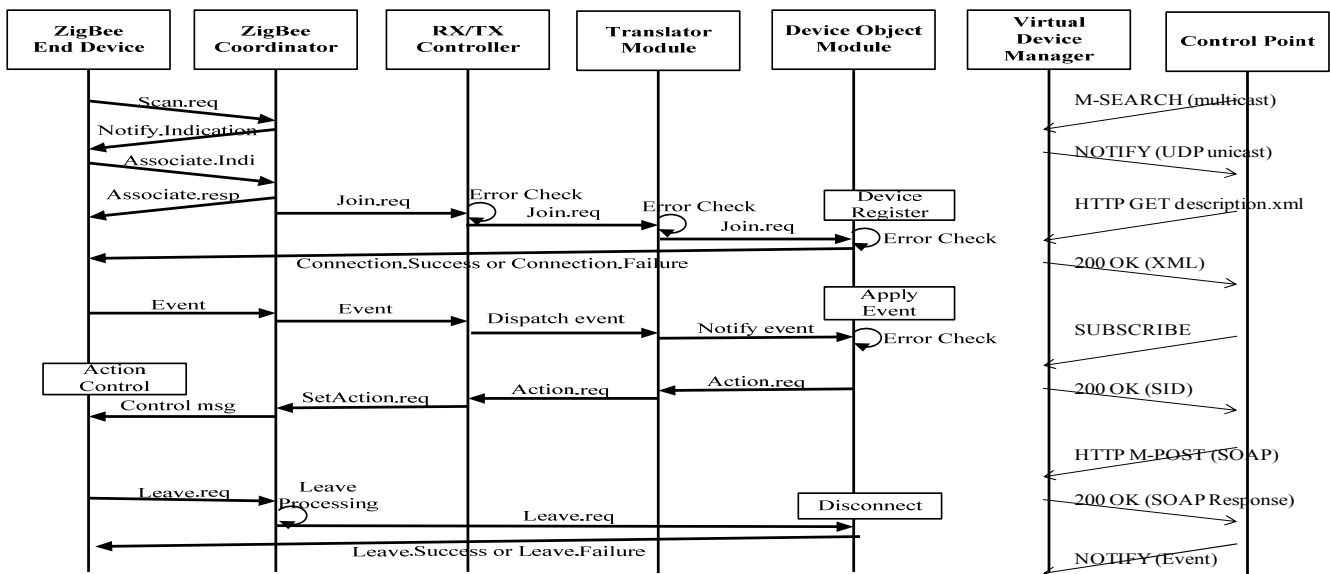 ZigBee
End Device
ZigBee
Coordinator
RX/TX
Controller
Translator
Module
Device Object
Module
Virtual
Device
Manager
Control Point
Scan.req
Notify.Indication
Associate.Indi
Associate.resp
Join.req
Error Check
Join.req
Error Check
Join.req
Device
Register
Error Check
Connection.Success or Connection.Failure
Event
Event
Dispatch event
Notify event
Apply
Event
Error Check
Action
Control
Action.req
Action.req
SetAction.req
Control msg
Leave.req
Leave
Processing
Leave.req
Disconnect
Leave.Success or Leave.Failure
M-SEARCH (multicast)
NOTIFY (UDP unicast)
HTTP GET description.xml
200 OK (XML)
SUBSCRIBE
200 OK (SID)
HTTP M-POST (SOAP)
200 OK (SOAP Response)
NOTIFY (Event)